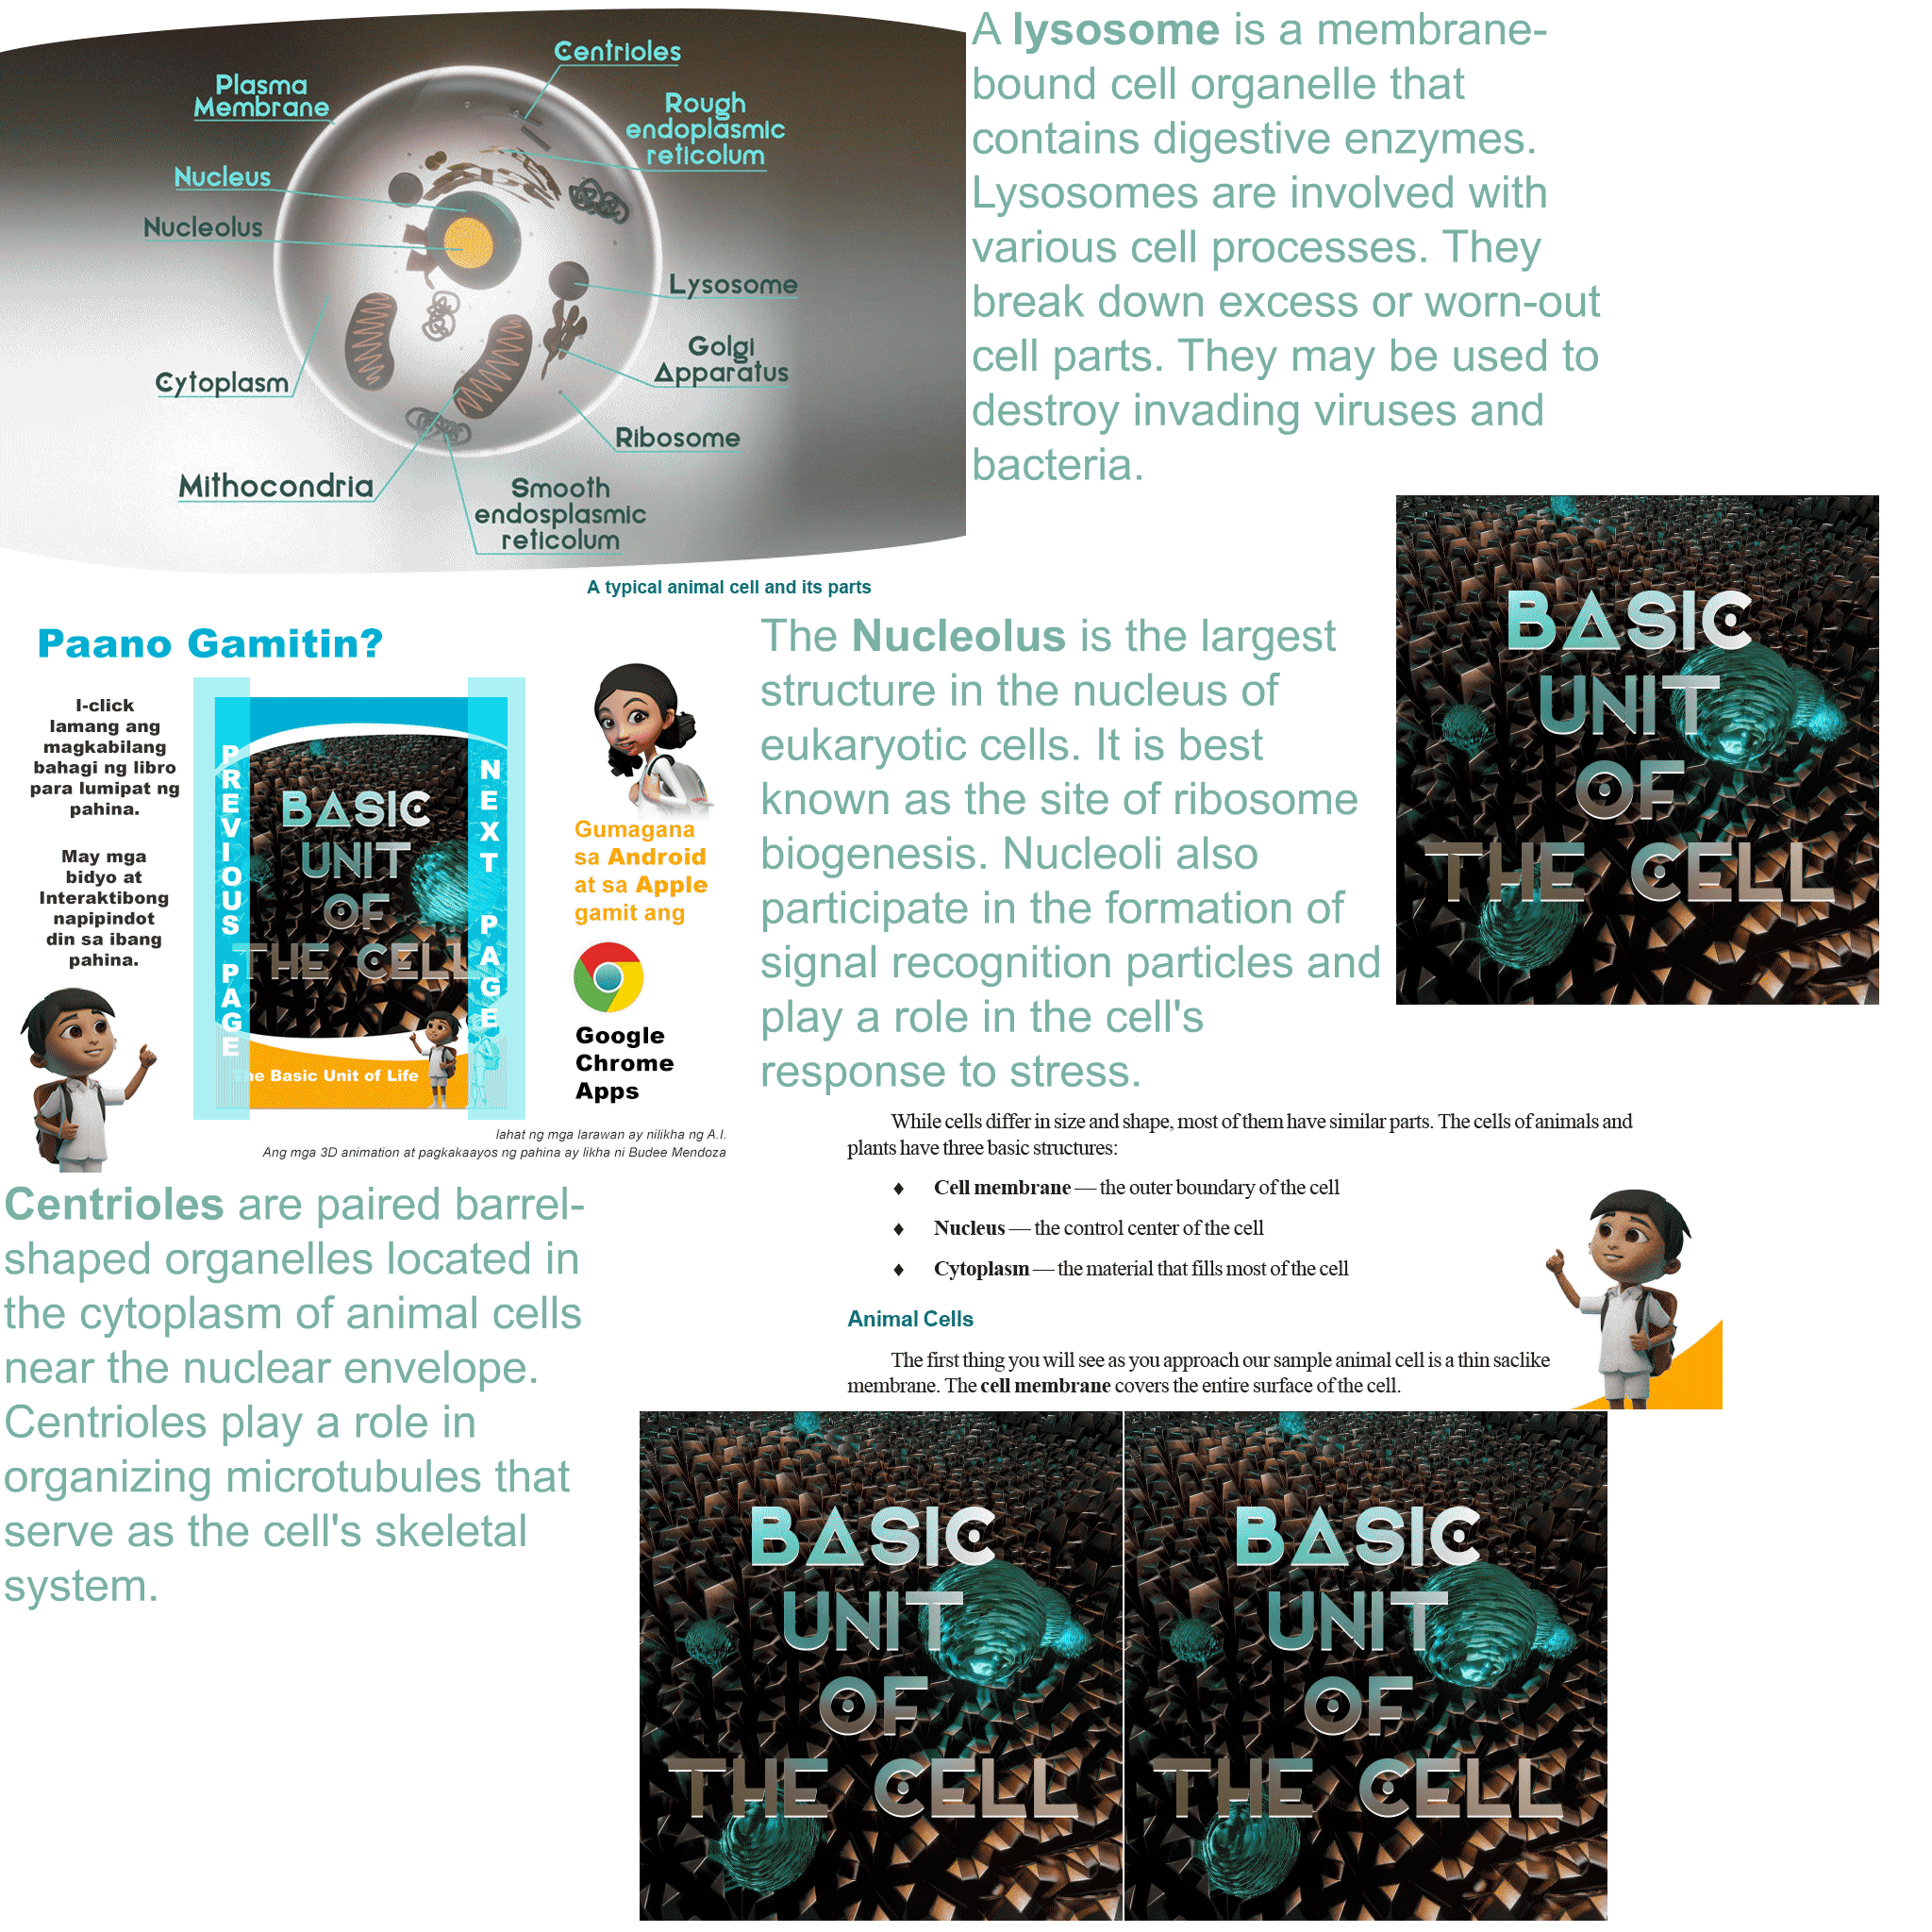 Centrioles
Plasma
Membrane
Rough
endoplasmic
reticolum
Nucleus
Nucleolus
Lysosome
Golgi
Apparatus
Cytoplasm
Ribosome
Mithocondria
Smooth
endosplasmic
reticolum
A typical animal cell and its parts
A lysosome is a membrane-
bound cell organelle that
contains digestive enzymes.
Lysosomes are involved with
various cell processes. They
break down excess or worn-out
cell parts. They may be used to
destroy invading viruses and
bacteria.
BASIC
UNIT
OF
THE CELL
Paano Gamitin?
I-click
lamang ang
magkabilang
bahagi ng libro
para lumipat ng
pahina.
May mga
bidyo at
Interaktibong
napipindot
din sa ibang
pahina.
PREVIOUS PAGE
BASIC
UNIT
OF
THE CELL
The Basic Unit of Life
NEXT PAGE
Gumagana
sa Android
at sa Apple
gamit ang
Google
Chrome
Apps
lahat ng mga larawan ay nilikha ng A.I.
Ang mga 3D animation at pagkakaayos ng pahina ay likha ni Budee Mendoza
The Nucleolus is the largest
structure in the nucleus of
eukaryotic cells. It is best
known as the site of ribosome
biogenesis. Nucleoli also
participate in the formation of
signal recognition particles and
play a role in the cell's
response to stress.
While cells differ in size and shape, most of them have similar parts. The cells of animals and
plants have three basic structures:
♦ Cell membrane — the outer boundary of the cell
♦ Nucleus — the control center of the cell
♦ Cytoplasm — the material that fills most of the cell
Animal Cells
The first thing you will see as you approach our sample animal cell is a thin saclike
membrane. The cell membrane covers the entire surface of the cell.
Centrioles are paired barrel-
shaped organelles located in
the cytoplasm of animal cells
near the nuclear envelope.
Centrioles play a role in
organizing microtubules that
serve as the cell's skeletal
system.
BASIC
UNIT
OF
THE CELL
BASIC
UNIT
OF
THE CELL